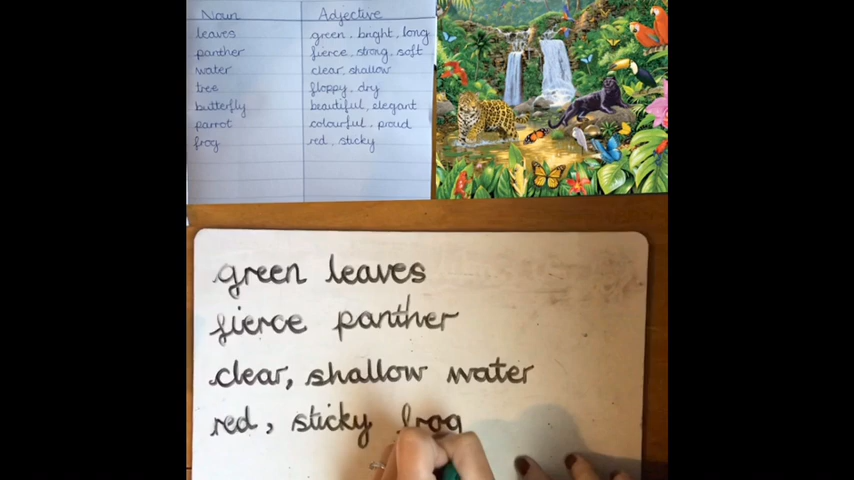 Noun Adjective
leaves green, bright, long
panther fierce, strong, soft
water clear, shallow
tree floppy, dry
butterfly beautiful, elegant
parrot colourful, proud
frog red, sticky
green leaves
fierce panther
clear, shallow water
red, sticky frog